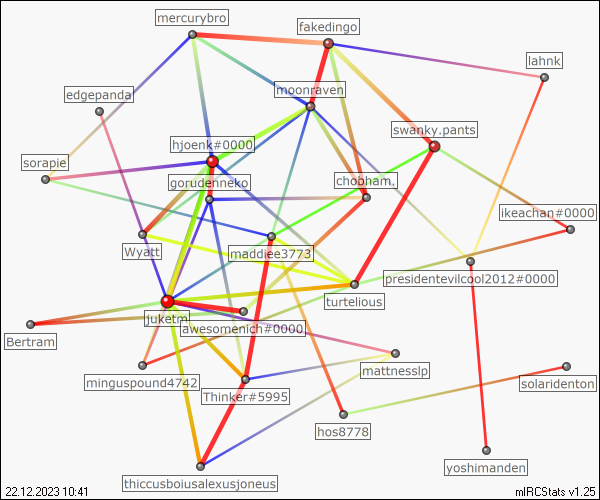 mercurybro
fakedingo
lahnk
moonraven
edgepanda
swanky.pants
hjoenk#0000
sorapie
gorudenneko
chobham.
ikeachan#0000
Wyatt
maddiee3773
presidentevilcool2012#0000
turtelious
juketm
awesomenich#0000
Bertram
mattnesslp
minguspound4742
solaridenton
Thinker#5995
hos8778
yoshimanden
thiccusboiusalexusjoneus
22.12.2023 10:41
mIRCStats v1.25